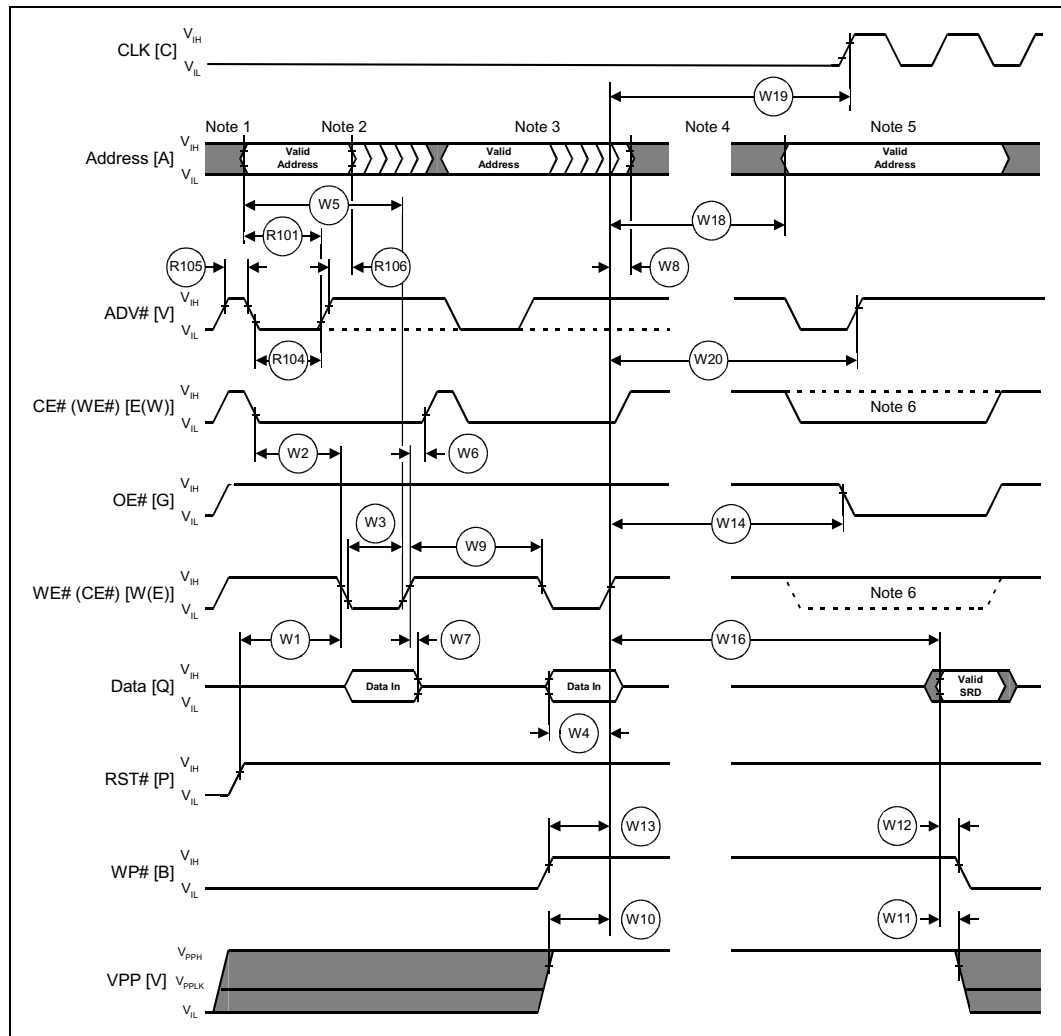 V_IH
CLK [C]
V_IL
W19
Note 1
Note 2
Note 3
Note 4
Note 5
V_IH
Address [A]
V_IL
Valid Address
Valid Address
Valid Address
W5
W18
R101
R105
R106
W8
V_IH
ADV# [V]
V_IL
R104
W20
V_IH
CE# (WE#) [E(W)]
V_IL
Note 6
W2
W6
V_IH
OE# [G]
V_IL
W3
W9
W14
V_IH
WE# (CE#) [W(E)]
V_IL
Note 6
W1
W7
W16
V_IH
Data [Q]
V_IL
Data In
Data In
Valid SRD
W4
V_IH
RST# [P]
V_IL
W13
W12
V_IH
WP# [B]
V_IL
W10
W11
V_PPH
VPP [V]
V_PPLK
V_IL